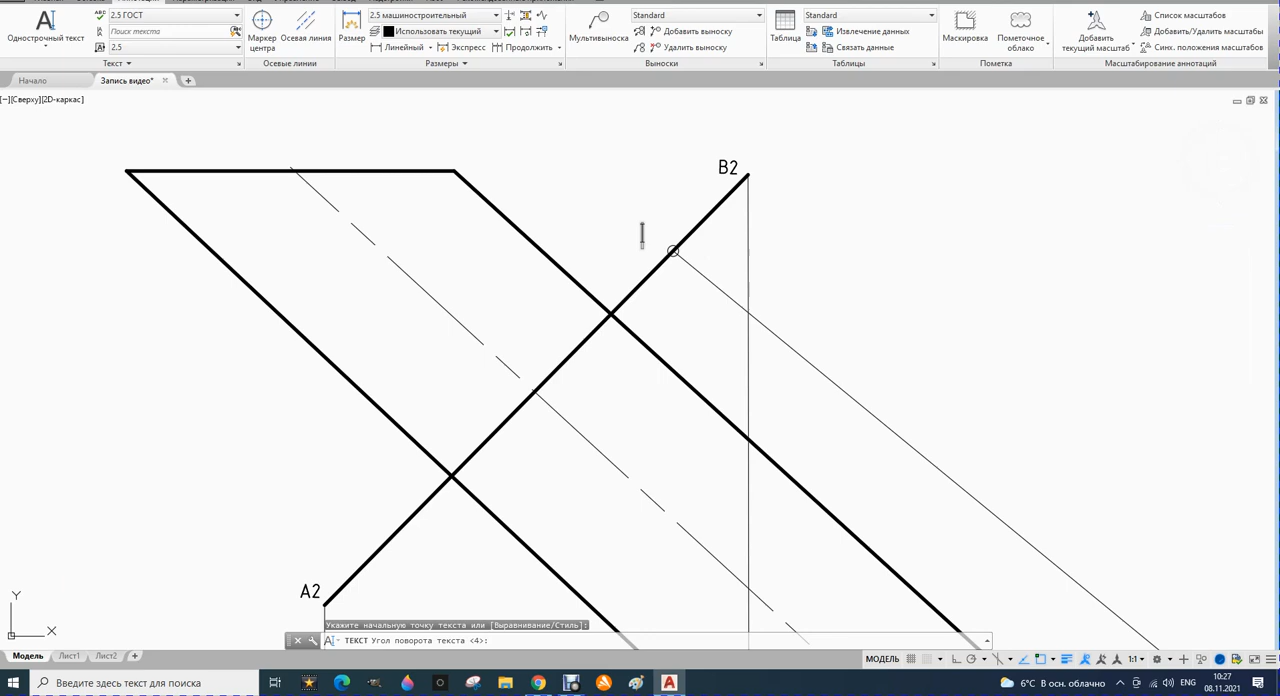 2.5 ГОСТ
Поиск текста
2.5
Однострочный текст
Текст
Маркер центра
Осевая линия
Осевые линии
Размер
2.5 машиностроительный
Использовать текущий
Линейный
Экспресс
Продолжить
Размеры
Мультивыноска
Standard
Добавить выноску
Удалить выноску
Выноски
Таблица
Standard
Извлечение данных
Связать данные
Таблицы
Маскировка
Пометочное облако
Пометка
Добавить текущий масштаб
Список масштабов
Добавить/Удалить масштабы
Синх. положения масштаба
Масштабирование аннотаций
Начало
Запись видео*
[−][Сверху][2D-каркас]
B2
A2
Y
X
Укажите начальную точку текста или [Выравнивание/Стиль]:
ТЕКСТ Угол поворота текста <4>:
Модель
Лист1
Лист2
МОДЕЛЬ
1:1
Введите здесь текст для поиска
6°C В осн. облачно
ENG
10:27
08.11.2021